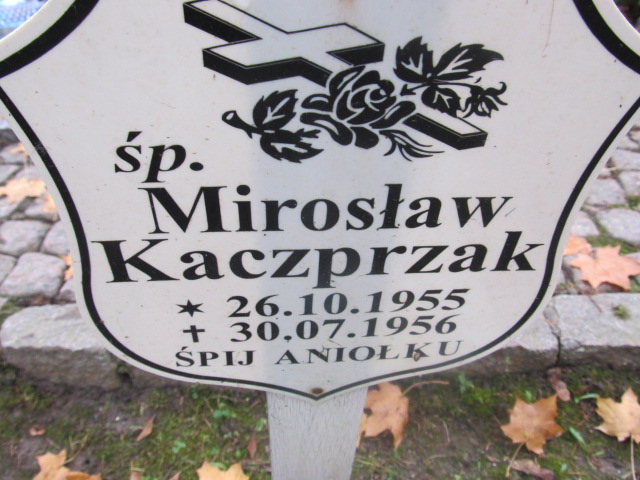 śp.
Mirosław
Kaczprzak
✶ 26.10.1955
✝ 30.07.1956
ŚPIJ ANIOŁKU